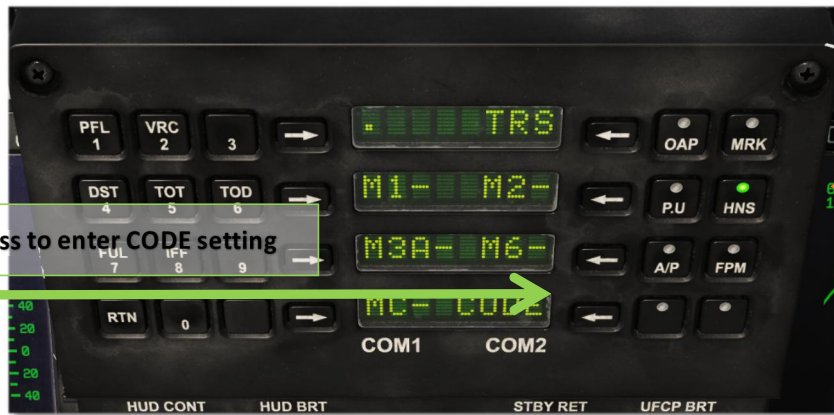 PFL 1 VRC 2 3 . TRS OAP MRK
DST 4 TOT 5 TOD 6 M1- M2- P.U HNS
ss to enter CODE setting
FUL 7 IFF 8 9 M3A- M6- A/P FPM
RTN 0 MC- CODE
COM1 COM2
40
20
0
20
40
HUD CONT HUD BRT STBY RET UFCP BRT